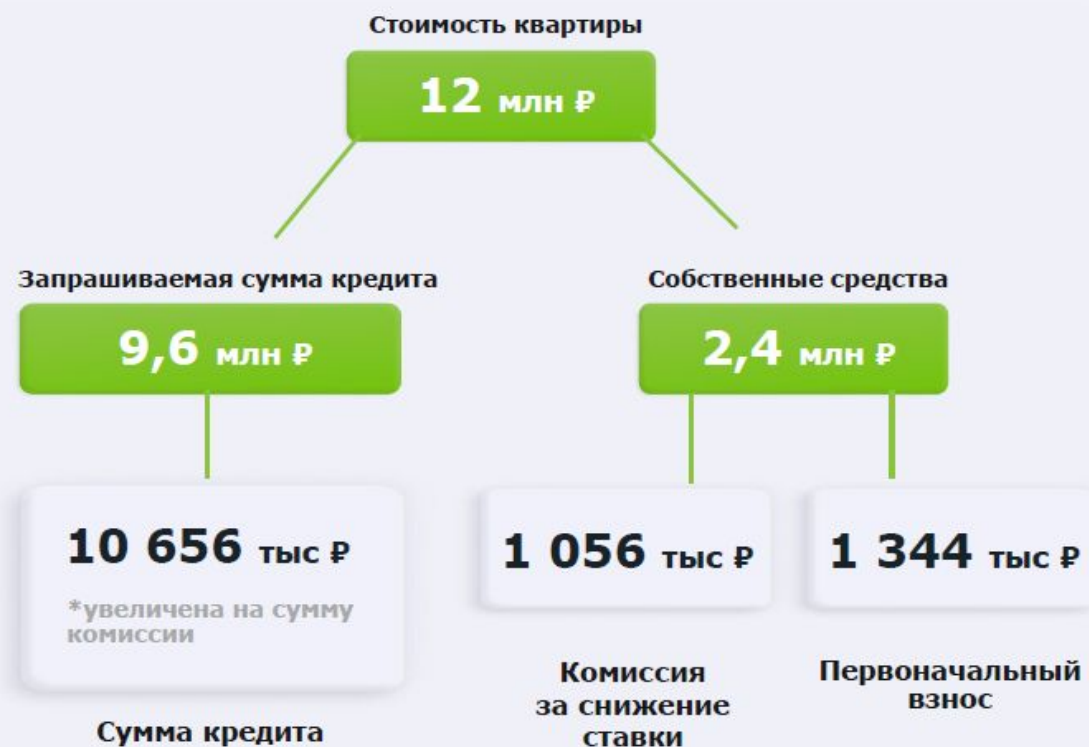 Стоимость квартиры
12 млн ₽
Запрашиваемая сумма кредита
9,6 млн ₽
Собственные средства
2,4 млн ₽
10 656 тыс ₽
*увеличена на сумму
комиссии
Сумма кредита
1 056 тыс ₽
Комиссия
за снижение
ставки
1 344 тыс ₽
Первоначальный
взнос